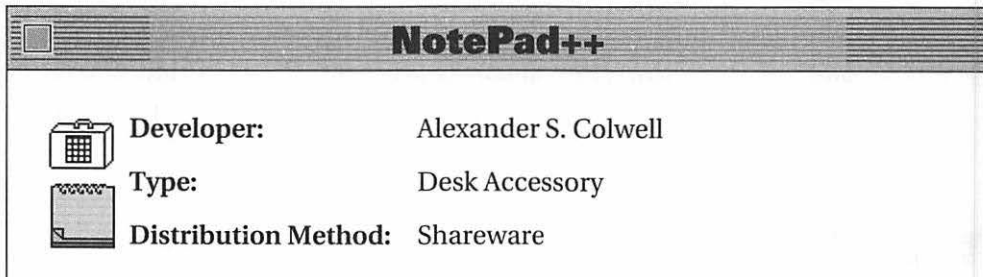 NotePad++
Developer: Alexander S. Colwell
Type: Desk Accessory
Distribution Method: Shareware